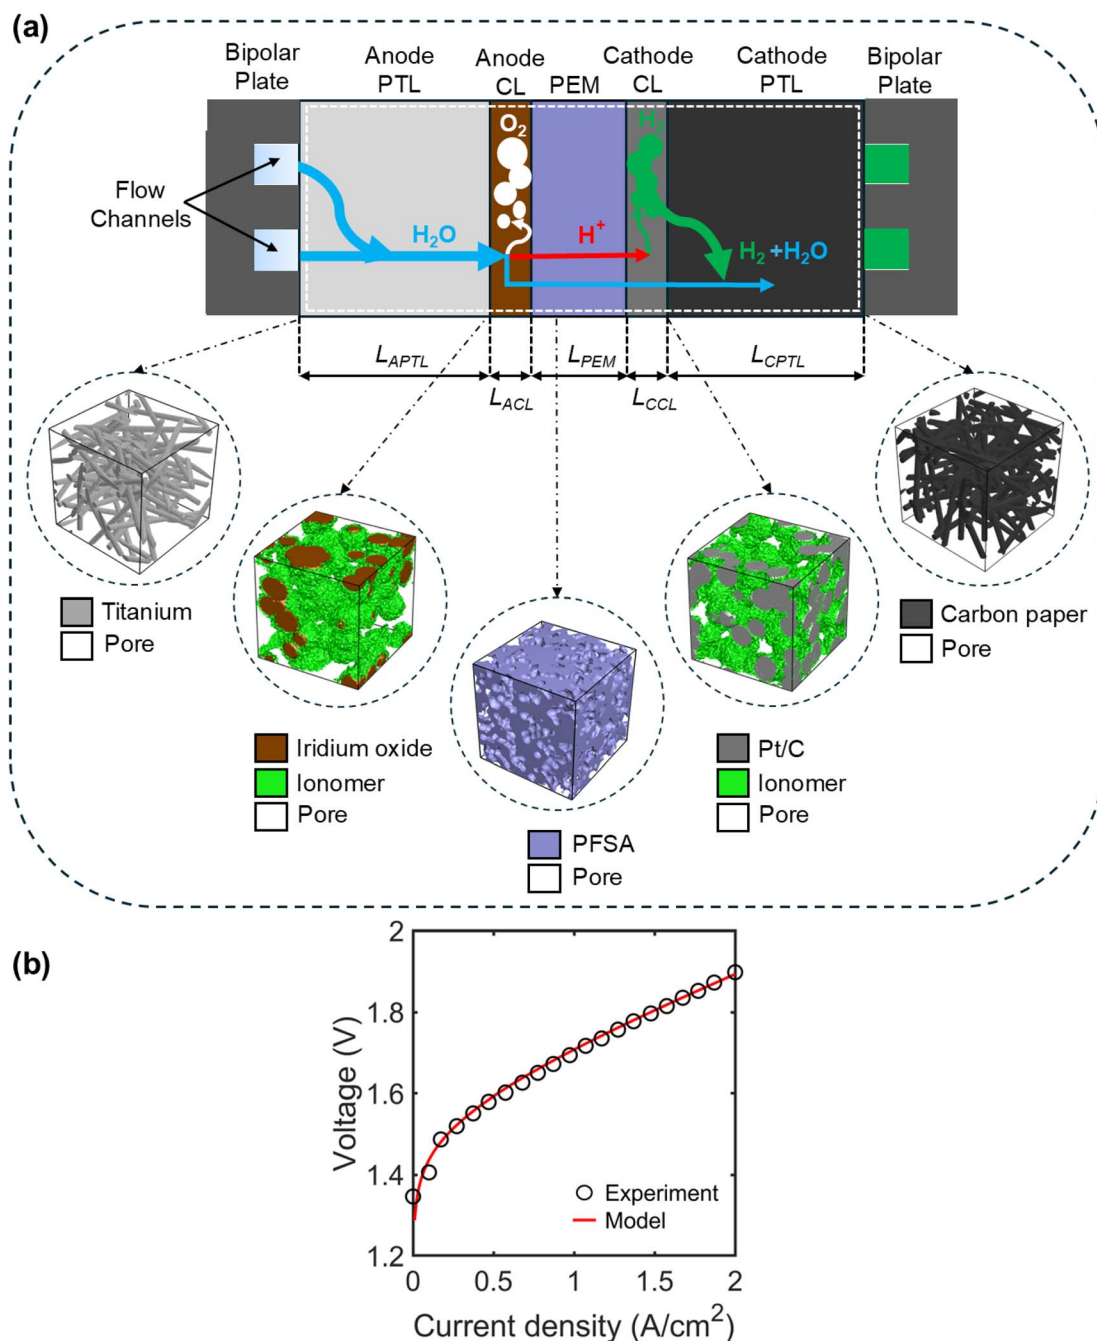 (a)
Bipolar
Plate
Anode
PTL
Anode
CL
PEM
Cathode
CL
Cathode
PTL
Bipolar
Plate
O2
H2
Flow
Channels
H2O
H+
H2 +H2O
LAPTL
LACL
LPEM
LCCL
LCPTL
Titanium
Pore
Iridium oxide
Ionomer
Pore
PFSA
Pore
Pt/C
Ionomer
Pore
Carbon paper
Pore
(b)
Voltage (V)
2
1.8
1.6
1.4
1.2
Experiment
Model
0 0.5 1 1.5 2
Current density (A/cm2)